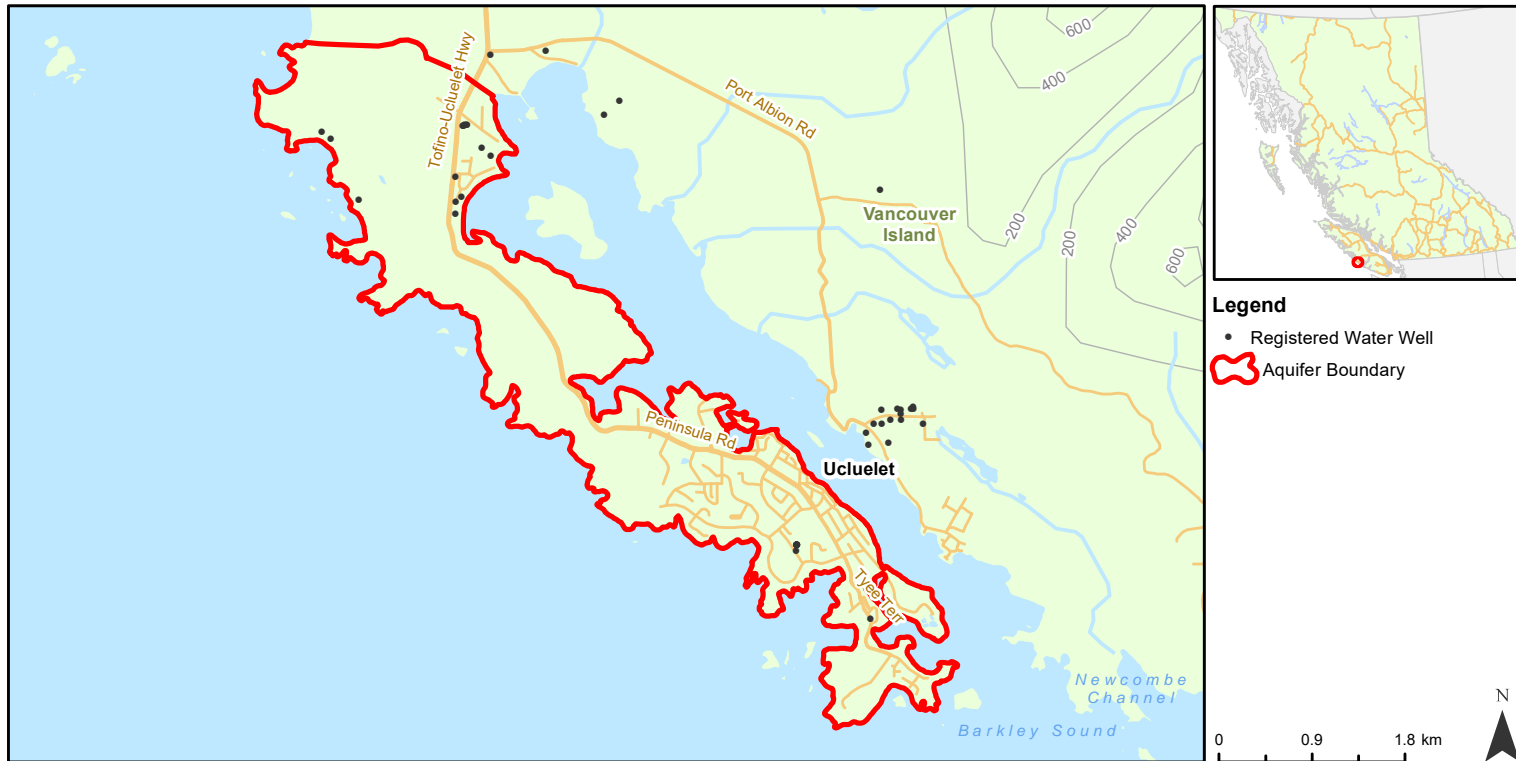 600
400
Tofino-Ucluelet Hwy
Port Albion Rd
Vancouver
Island
200
200
400
600
Peninsula Rd
Ucluelet
Tyee Terr
Newcombe
Channel
Barkley Sound
Legend
Registered Water Well
Aquifer Boundary
N
0 0.9 1.8 km